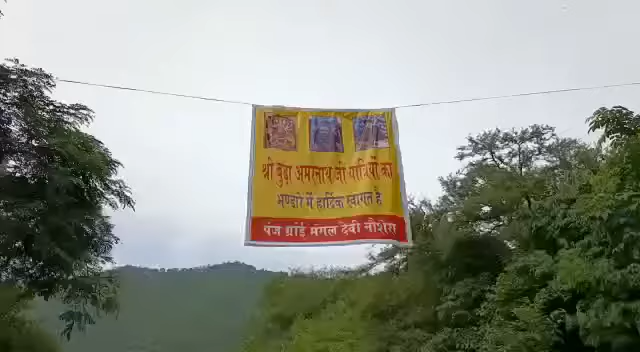 श्री बुड्ढा अमरनाथ जी यात्रियों का
भण्डारे में हार्दिक स्वागत है
पंज ग्रांई मंगल देवी नौशेरा